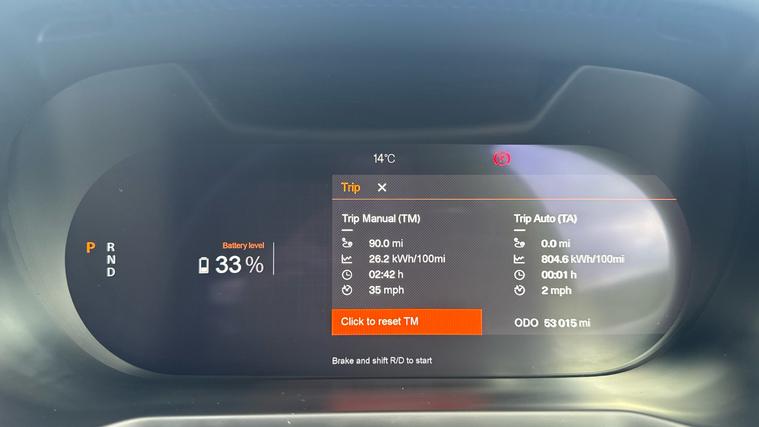 14°C
Trip ✕
Trip Manual (TM)
90.0 mi
26.2 kWh/100mi
02:42 h
35 mph
Click to reset TM
Trip Auto (TA)
0.0 mi
804.6 kWh/100mi
00:01 h
2 mph
ODO 53 015 mi
P R
N
D
Battery level
33 %
Brake and shift R/D to start